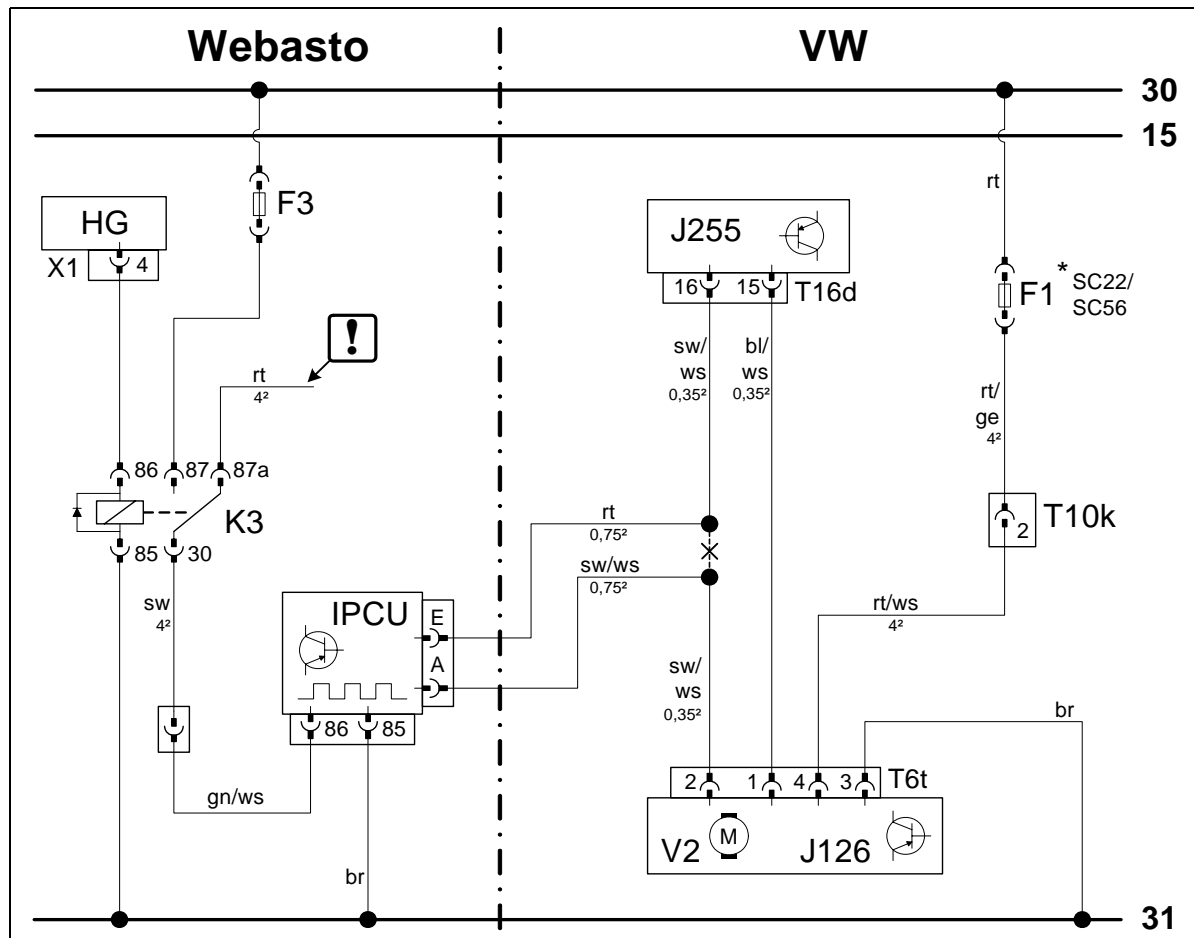 Webasto
VW
30
15
rt
HG
X1
4
F3
J255
16
15
T16d
F1
*
SC22/
SC56
!
rt
4²
sw/
ws
0,35²
bl/
ws
0,35²
rt/
ge
4²
86
87
87a
K3
85
30
rt
0,75²
T10k
2
sw/ws
0,75²
sw
4²
IPCU
E
A
rt/ws
4²
sw/
ws
0,35²
86
85
br
gn/ws
2
1
4
3
T6t
V2
M
J126
br
31